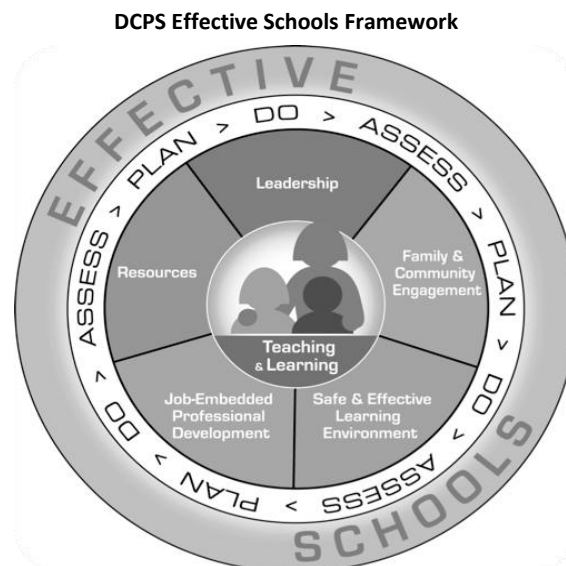 DCPS Effective Schools Framework
EFFECTIVE
PLAN > DO > ASSESS > PLAN > DO > ASSESS > PLAN > DO > ASSESS >
Leadership
Resources
Family &
Community
Engagement
Teaching
& Learning
Job-Embedded
Professional
Development
Safe & Effective
Learning
Environment
SCHOOLS